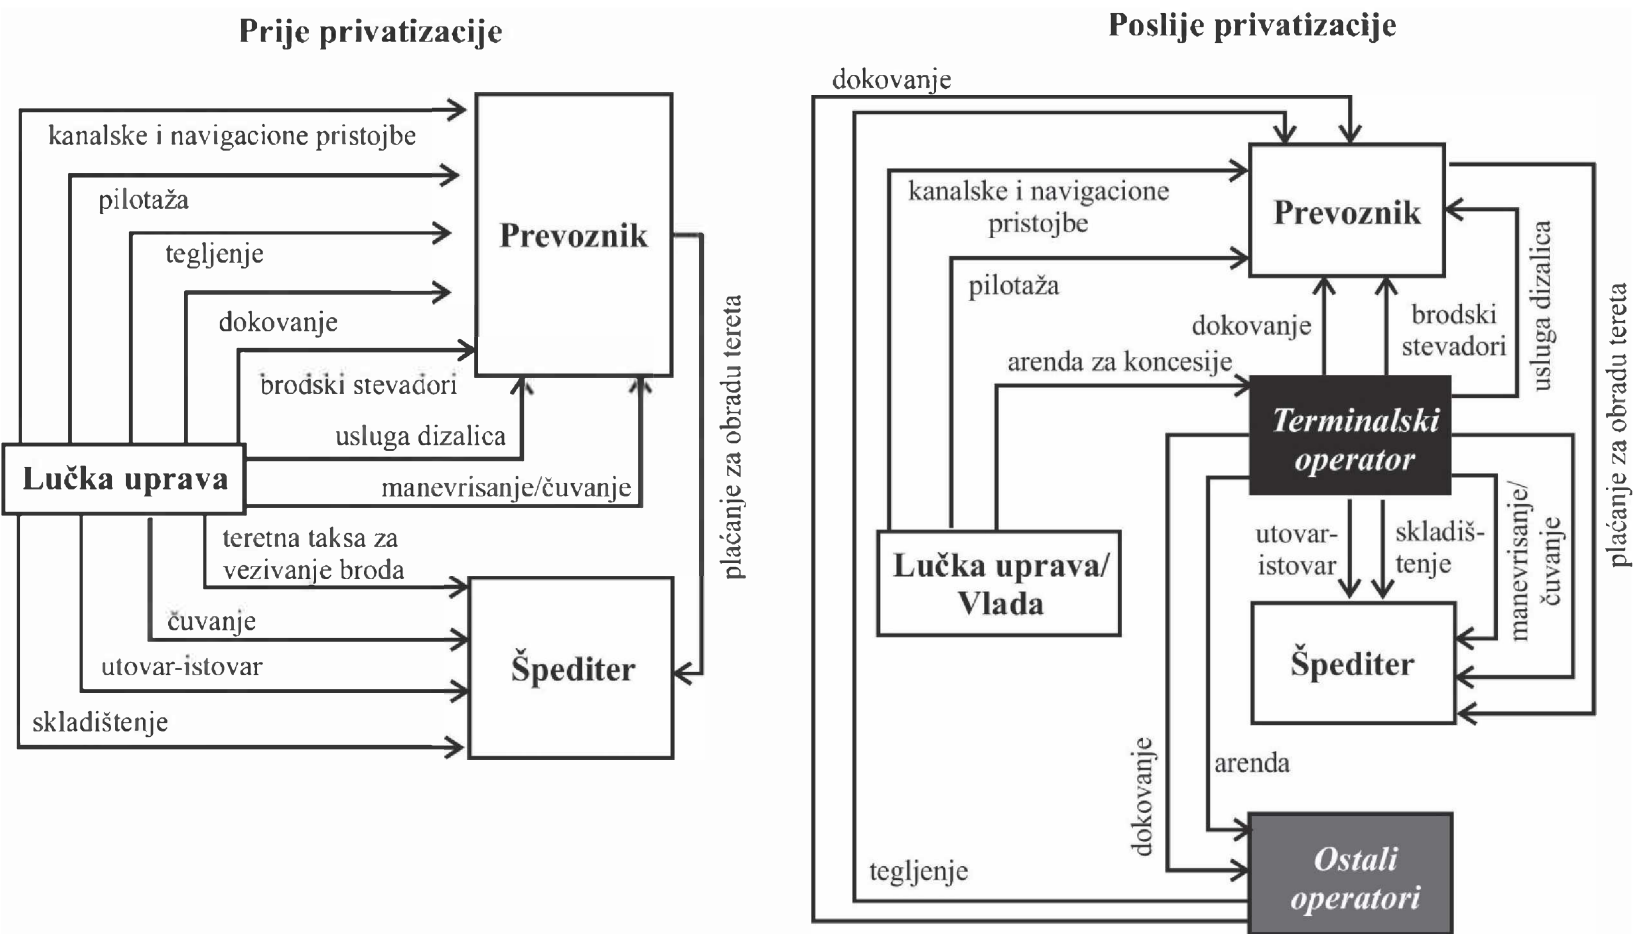 Prije privatizacije
kanalske i navigacione pristojbe
pilotaža
tegljenje
dokovanje
brodski stevadori
usluga dizalica
manevrisanje/čuvanje
Prevoznik
plaćanje za obradu tereta
Lučka uprava
teretna taksa za
vezivanje broda
čuvanje
utovar-istovar
skladištenje
Špediter
Poslije privatizacije
dokovanje
kanalske i navigacione
pristojbe
pilotaža
Prevoznik
dokovanje
brodski
stevadori
usluga dizalica
plaćanje za obradu tereta
arenda za koncesije
Terminalski
operator
Lučka uprava/
Vlada
utovar-
istovar
skladiš-
tenje
manevrisanje/
čuvanje
Špediter
dokovanje
arenda
tegljenje
Ostali
operatori